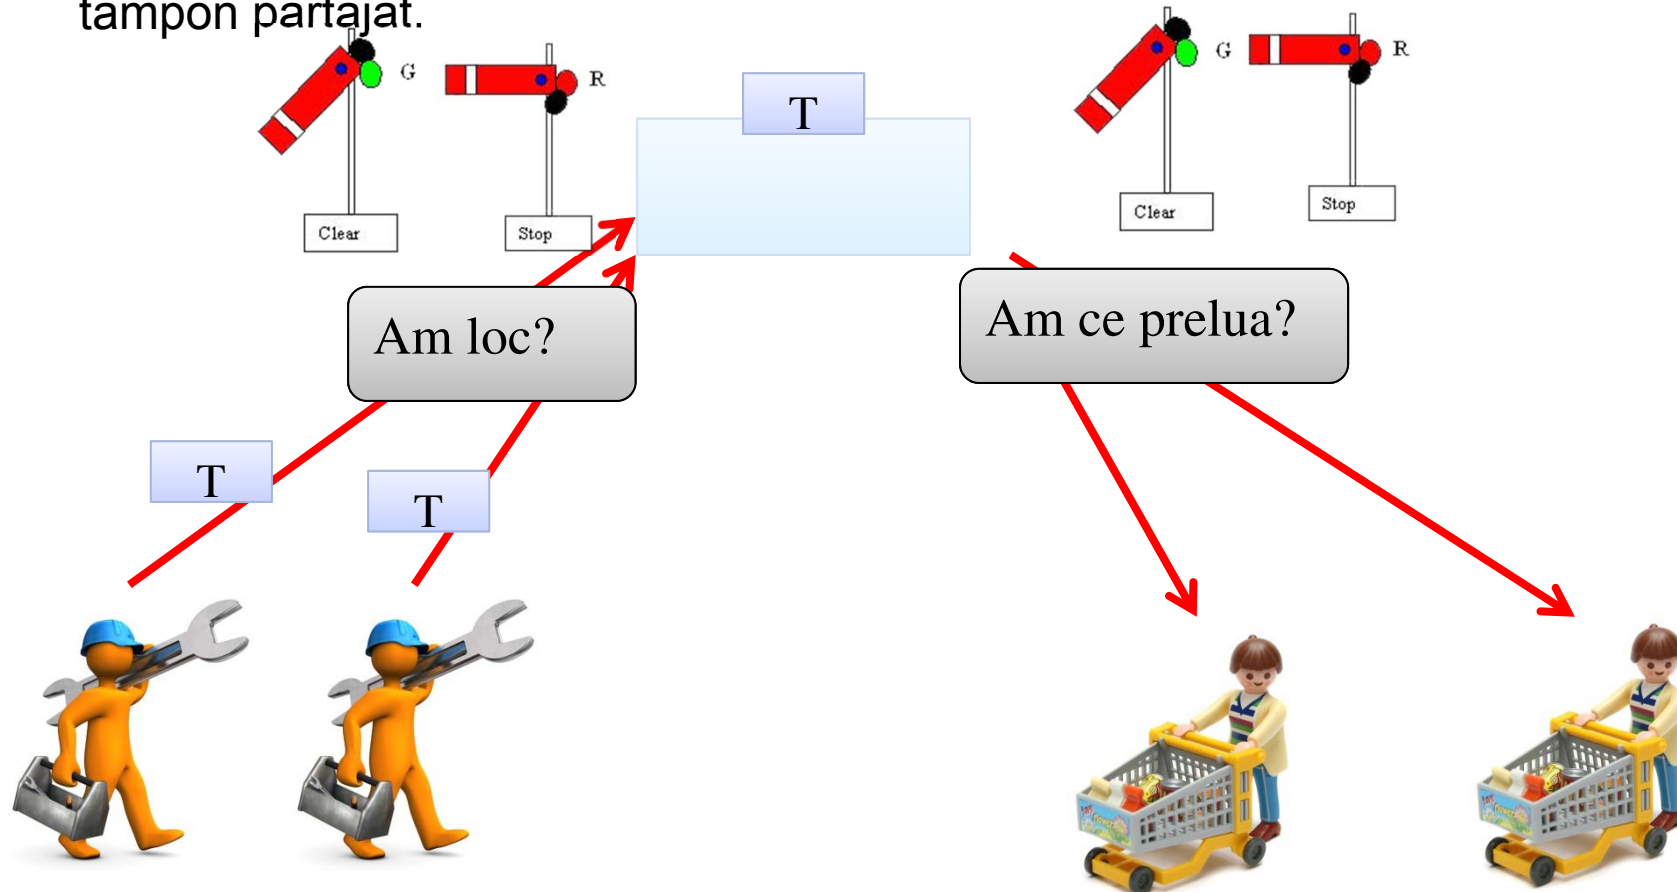 tampon partajat.
G
R
T
G
R
Clear
Stop
Clear
Stop
Am loc?
Am ce prelua?
T
T